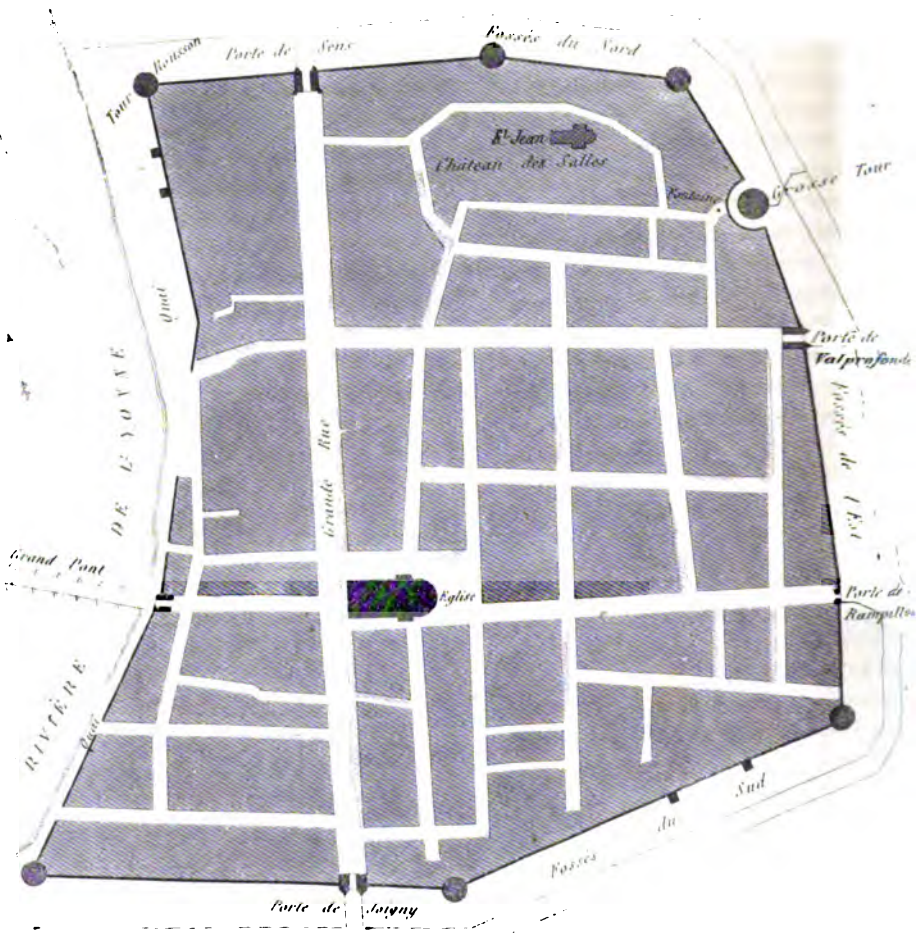 Tour Rousson
Porte de Sens
Fossés du Nord
St. Jean
Château des Salles
Fontaine
Grosse Tour
Quai
Porte de
Valprofonde
Fossés de l'Est
RIVIÈRE DE L'YONNE
Grande Rue
Grand Pont
Eglise
Porte de
Quai
Fossés du Sud
Porte de Joigny